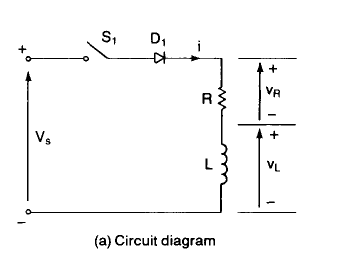 S₁ D₁ i
+
+
R
v_R
−
+
V_s
L
v_L
−
−
(a) Circuit diagram